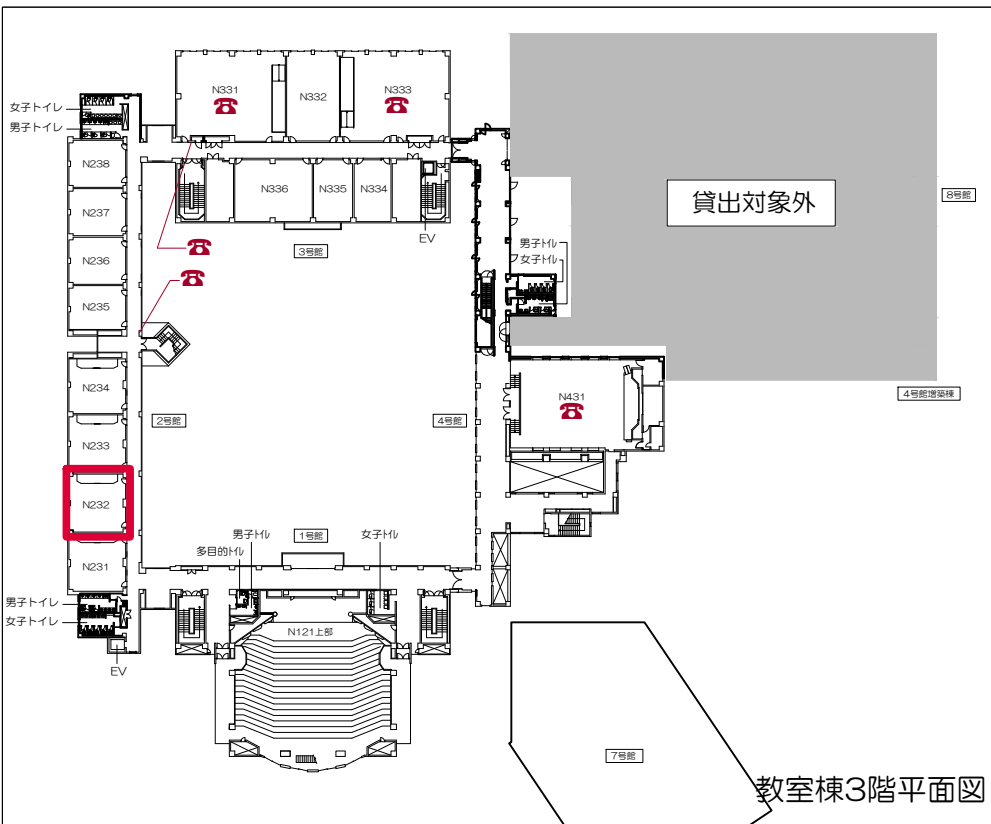 N331
N332
N333
女子トイレ
男子トイレ
N238
N237
N236
N235
N336
N335
N334
EV
3号館
貸出対象外
8号館
男子トイレ
女子トイレ
N234
N233
N232
N231
2号館
4号館
N431
4号館増築棟
1号館
男子トイレ
多目的トイレ
女子トイレ
男子トイレ
女子トイレ
EV
N121上部
7号館
教室棟3階平面図